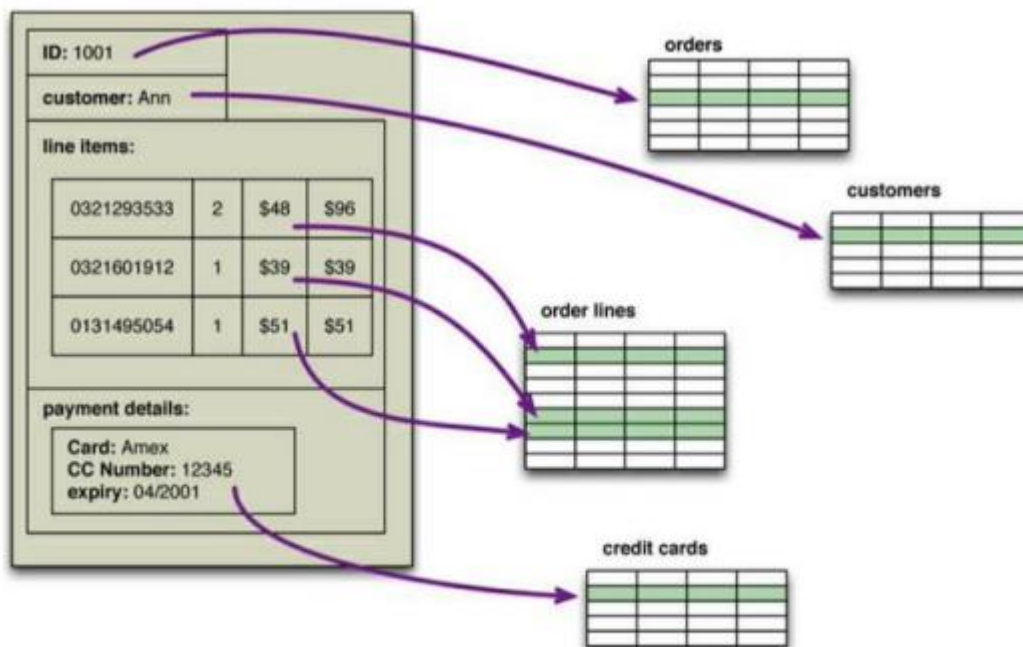 ID: 1001
customer: Ann
line items:
0321293533 2 $48 $96
0321601912 1 $39 $39
0131495054 1 $51 $51
payment details:
Card: Amex
CC Number: 12345
expiry: 04/2001
orders
customers
order lines
credit cards